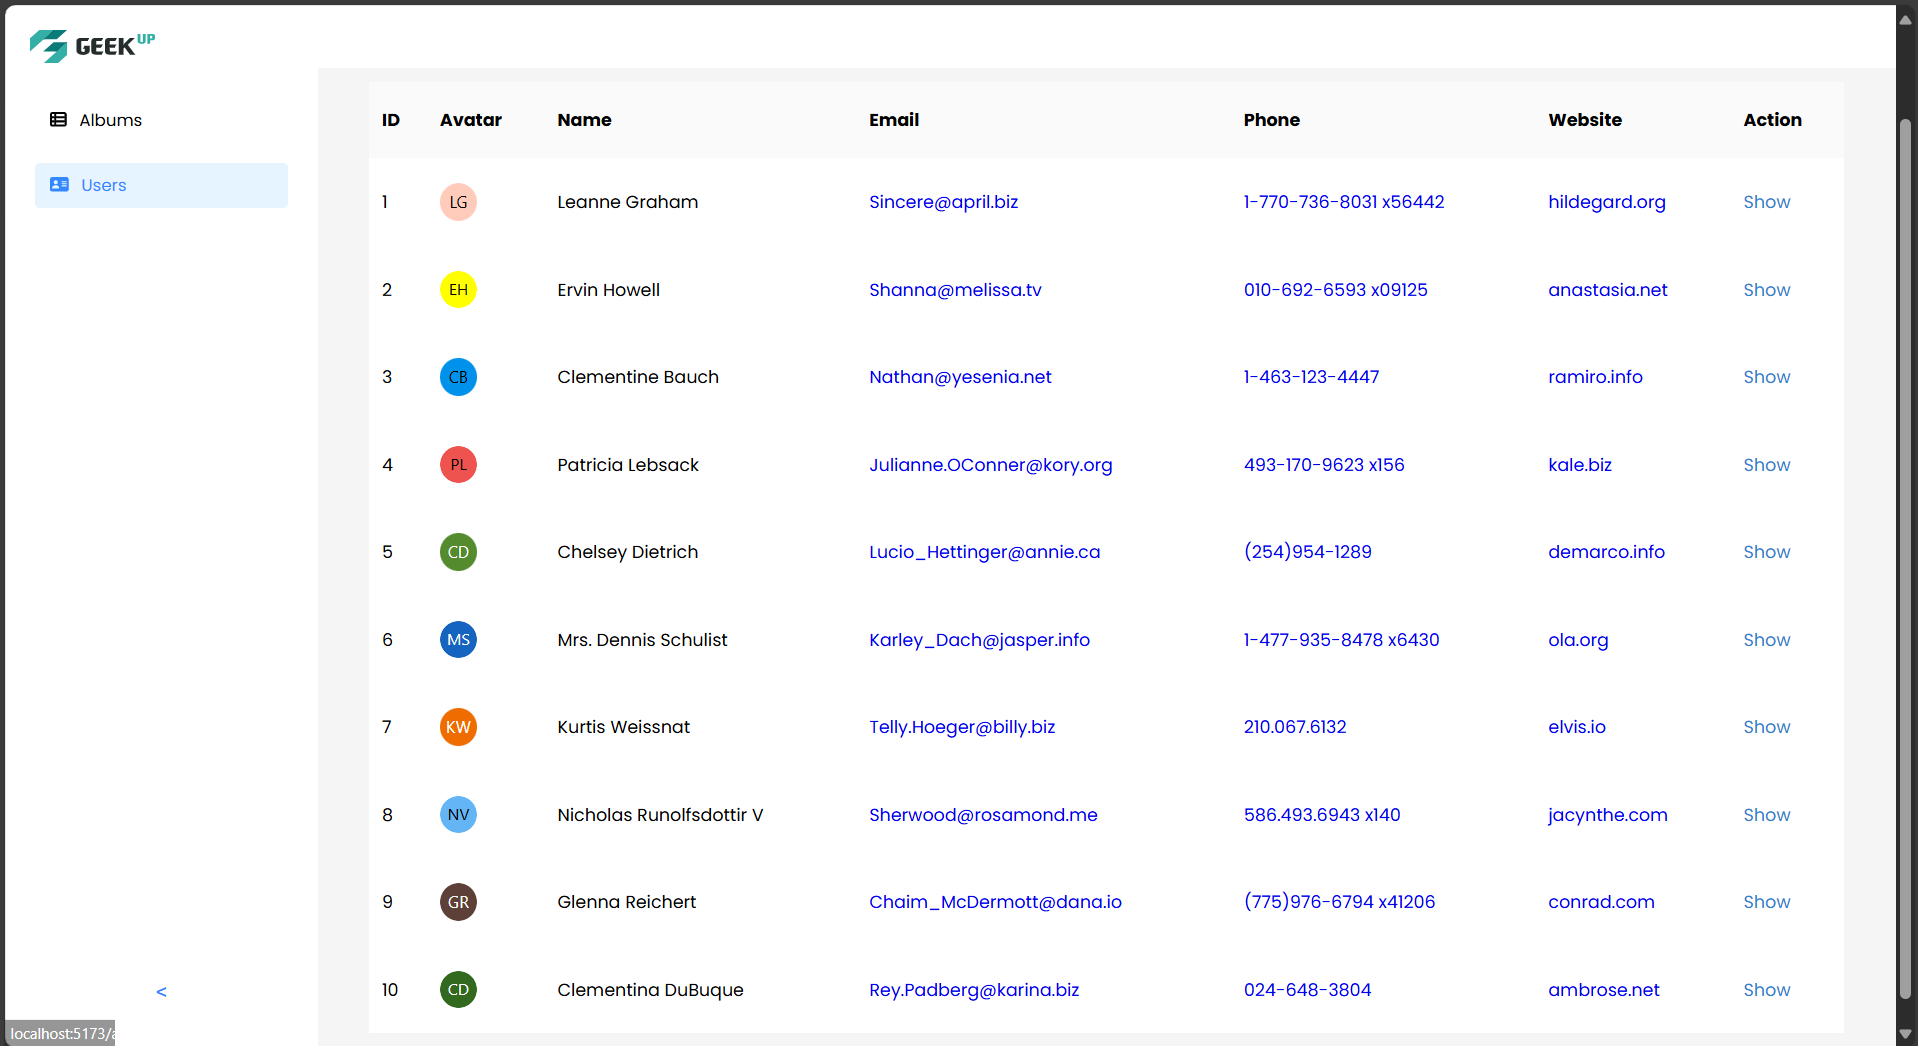 GEEK UP
Albums
Users
ID Avatar Name Email Phone Website Action
1 LG Leanne Graham Sincere@april.biz 1-770-736-8031 x56442 hildegard.org Show
2 EH Ervin Howell Shanna@melissa.tv 010-692-6593 x09125 anastasia.net Show
3 CB Clementine Bauch Nathan@yesenia.net 1-463-123-4447 ramiro.info Show
4 PL Patricia Lebsack Julianne.OConner@kory.org 493-170-9623 x156 kale.biz Show
5 CD Chelsey Dietrich Lucio_Hettinger@annie.ca (254)954-1289 demarco.info Show
6 MS Mrs. Dennis Schulist Karley_Dach@jasper.info 1-477-935-8478 x6430 ola.org Show
7 KW Kurtis Weissnat Telly.Hoeger@billy.biz 210.067.6132 elvis.io Show
8 NV Nicholas Runolfsdottir V Sherwood@rosamond.me 586.493.6943 x140 jacynthe.com Show
9 GR Glenna Reichert Chaim_McDermott@dana.io (775)976-6794 x41206 conrad.com Show
10 CD Clementina DuBuque Rey.Padberg@karina.biz 024-648-3804 ambrose.net Show
<
localhost:5173/a